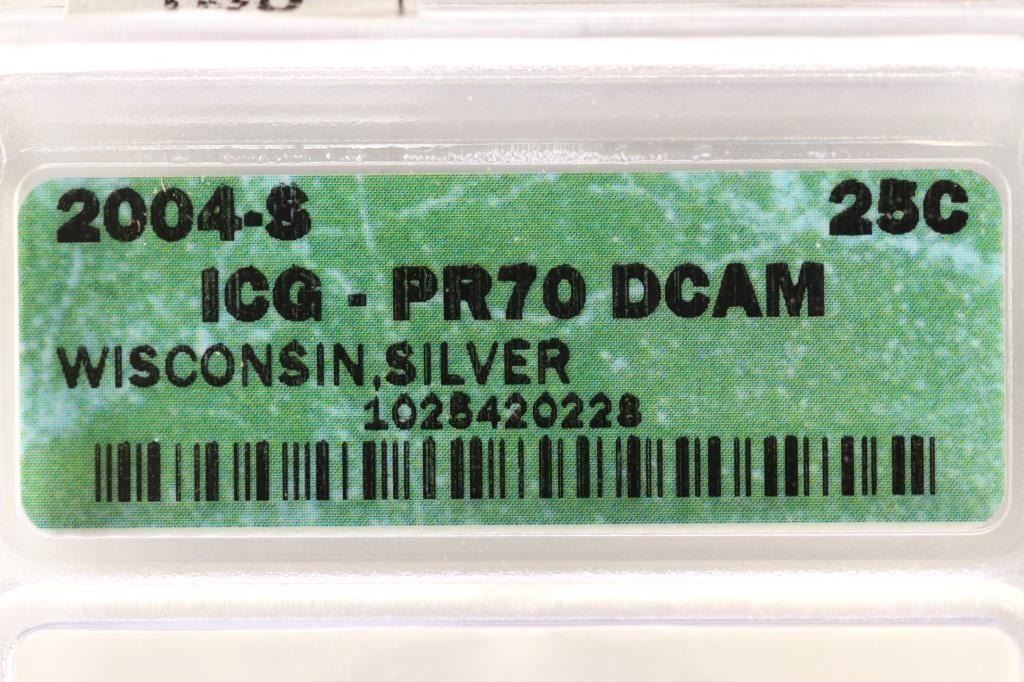 2004-S 25C
ICG - PR70 DCAM
WISCONSIN,SILVER
1025420228